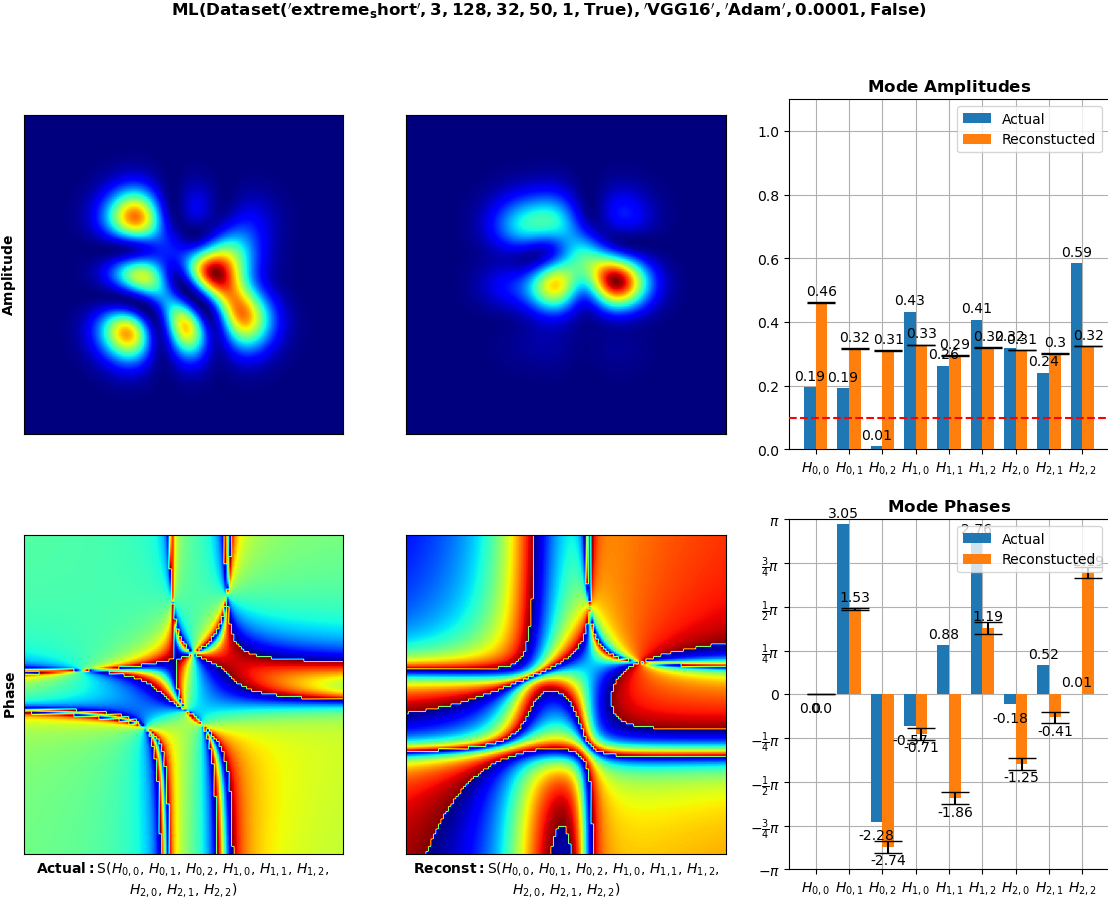 ML(Dataset('extreme_short', 3, 128, 32, 50, 1, True), 'VGG16', 'Adam', 0.0001, False)
Mode Amplitudes
Actual
Reconstucted
1.0
0.8
0.6
0.4
0.2
0.0
0.19
0.46
0.19
0.32
0.01
0.31
0.43
0.33
0.26
0.29
0.41
0.32
0.32
0.31
0.24
0.3
0.59
0.32
H0,0 H0,1 H0,2 H1,0 H1,1 H1,2 H2,0 H2,1 H2,2
Amplitude
Mode Phases
Actual
Reconstucted
π
3/4π
1/2π
1/4π
0
−1/4π
−1/2π
−3/4π
−π
0.0
0.0
3.05
1.53
-2.28
-2.74
-0.57
-0.71
0.88
-1.86
2.76
1.19
-0.18
-1.25
0.52
-0.41
0.01
H0,0 H0,1 H0,2 H1,0 H1,1 H1,2 H2,0 H2,1 H2,2
Phase
Actual: S(H0,0, H0,1, H0,2, H1,0, H1,1, H1,2,
H2,0, H2,1, H2,2)
Reconst: S(H0,0, H0,1, H0,2, H1,0, H1,1, H1,2,
H2,0, H2,1, H2,2)